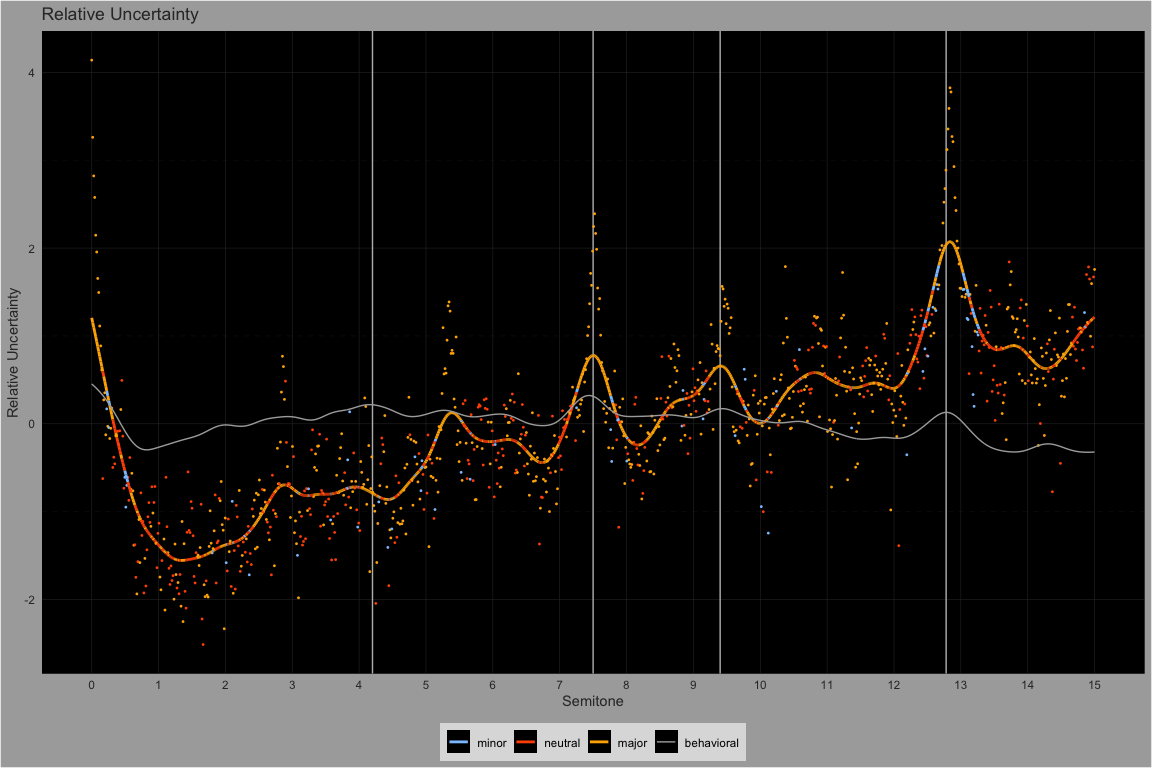 Relative Uncertainty
Relative Uncertainty
4
2
0
-2
0 1 2 3 4 5 6 7 8 9 10 11 12 13 14 15
Semitone
minor neutral major behavioral